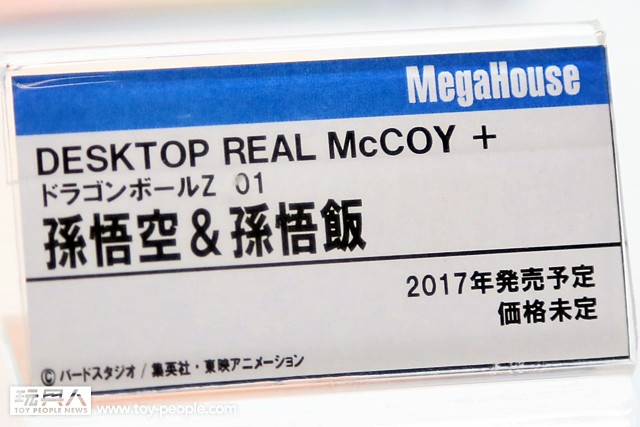 MegaHouse
DESKTOP REAL McCOY +
ドラゴンボールZ 01
孫悟空&孫悟飯
2017年発売予定
価格未定
©バードスタジオ / 集英社・東映アニメーション
玩具人
TOY PEOPLE NEWS
www.toy-people.com